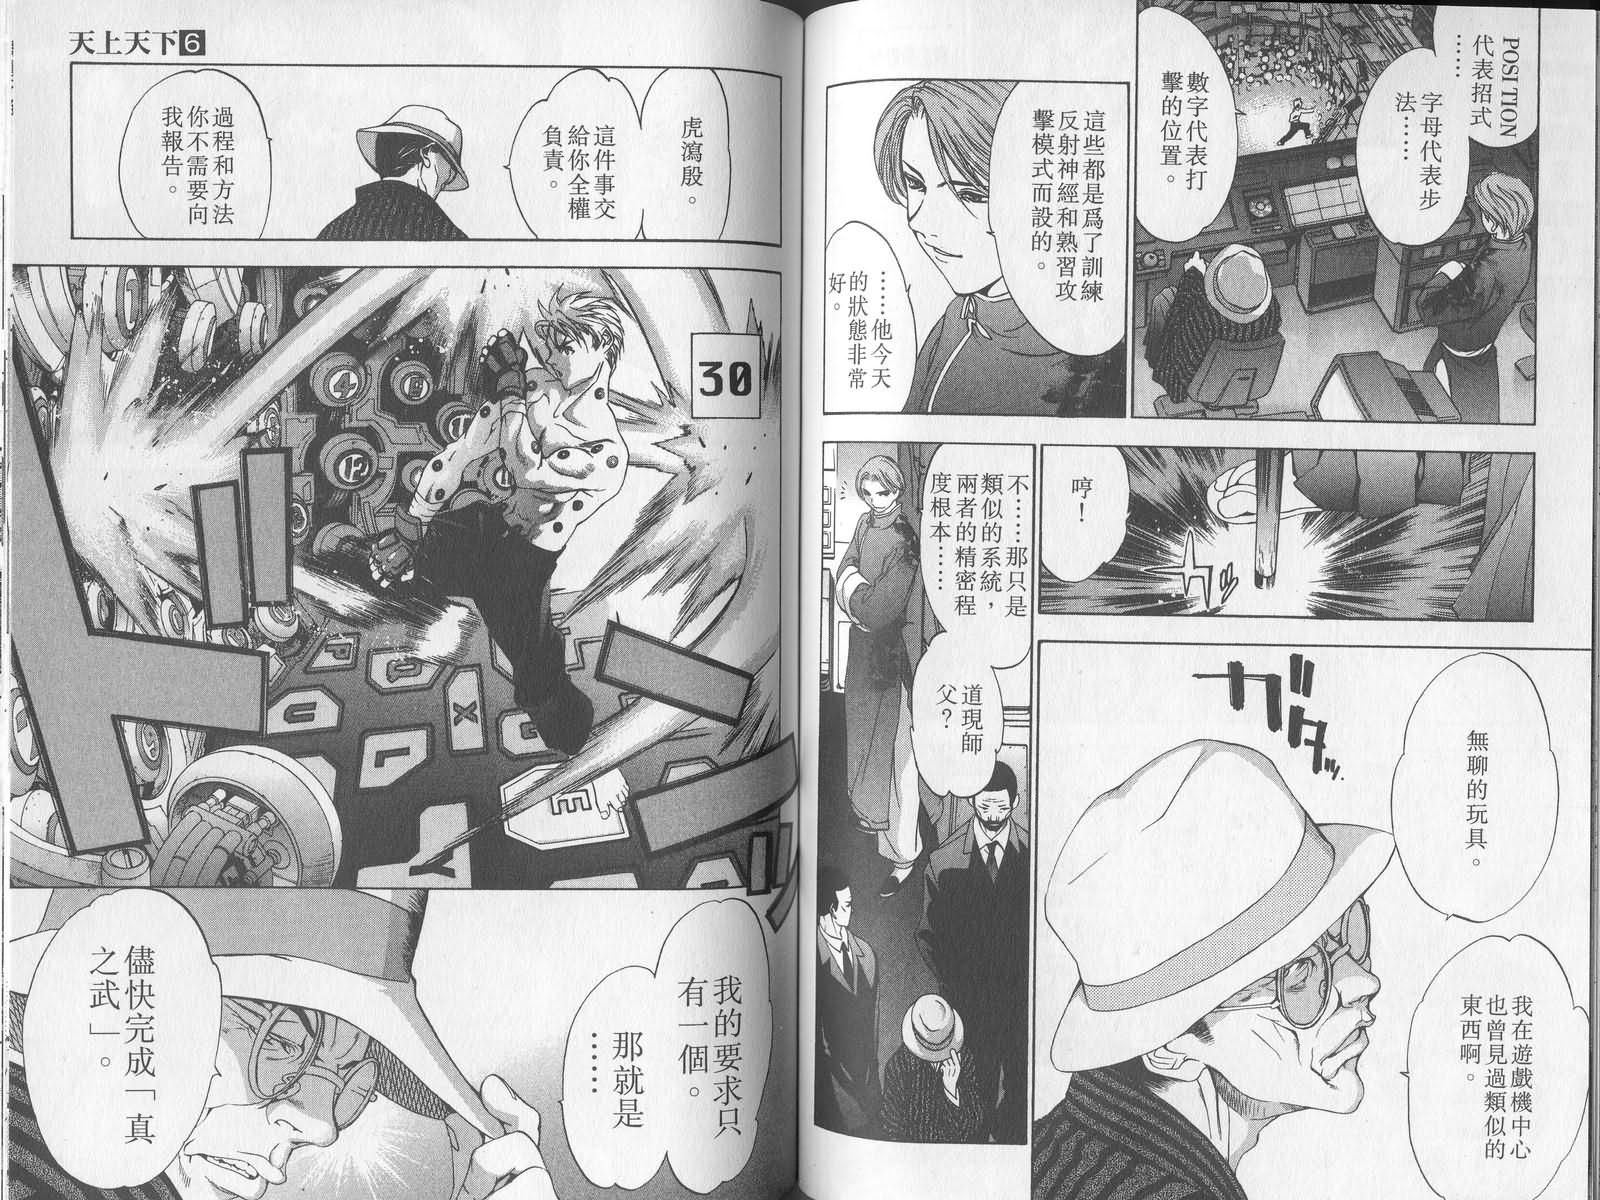 POSITION
代表招式
……
字母代表步
法……
數字代表打
擊的位置。
這些都是爲了訓練
反射神經和熟習攻
擊模式而設的。
……他今天
的狀態非常
好。
哼！
ガッ
無聊的玩具。
我在遊戲機中心
也曾見過類似的
東西啊。
ガタッ
不……那只是
類似的系統，
兩者的精密程
度根本……
道現師
父？
天上天下6
虎瀉殷。
這件事交
給你全權
負責。
過程和方法
你不需要向
我報告。
30
4
F
P
O
U
X
L
E
Y
我的要求只
有一個。
那就是
……
儘快完成「真
之武」。